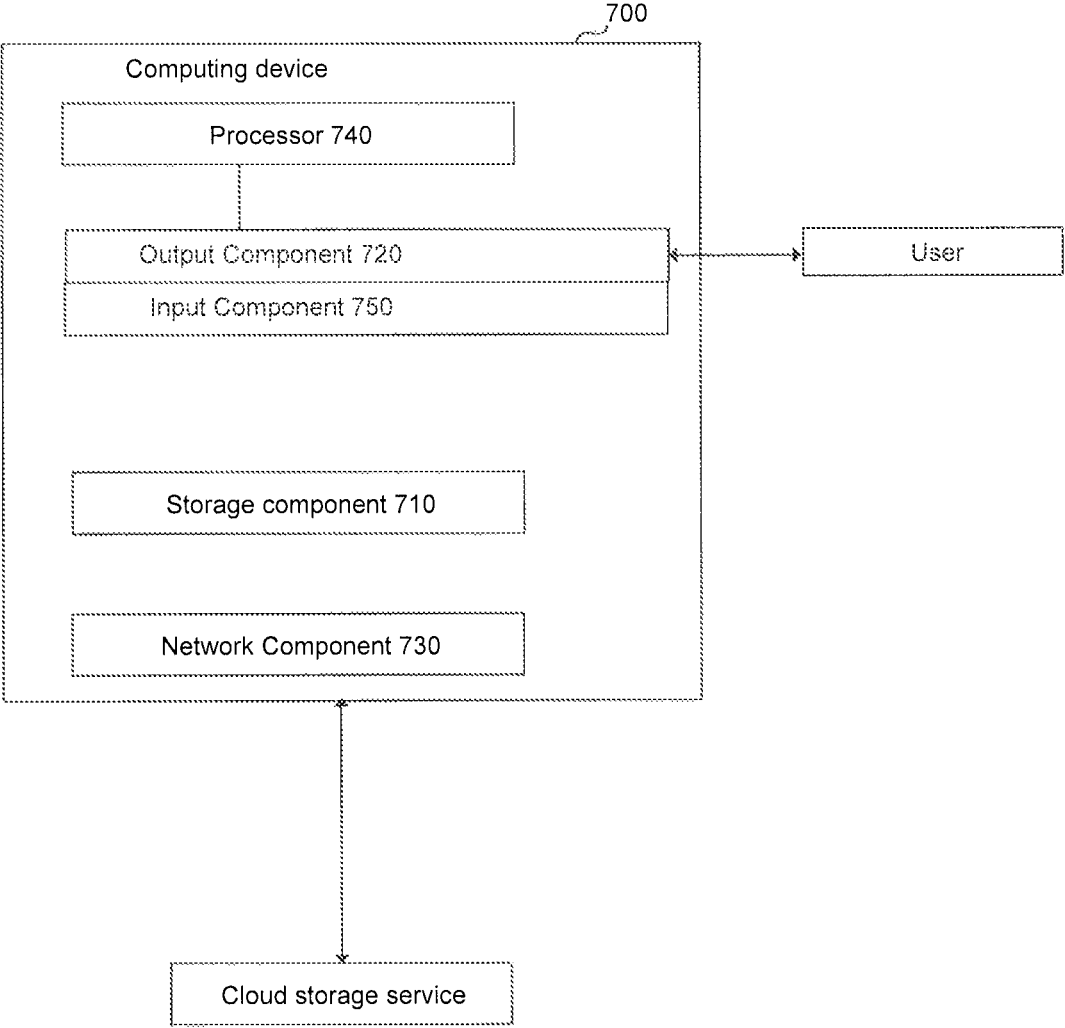 700
Computing device
Processor 740
Output Component 720
User
Input Component 750
Storage component 710
Network Component 730
Cloud storage service